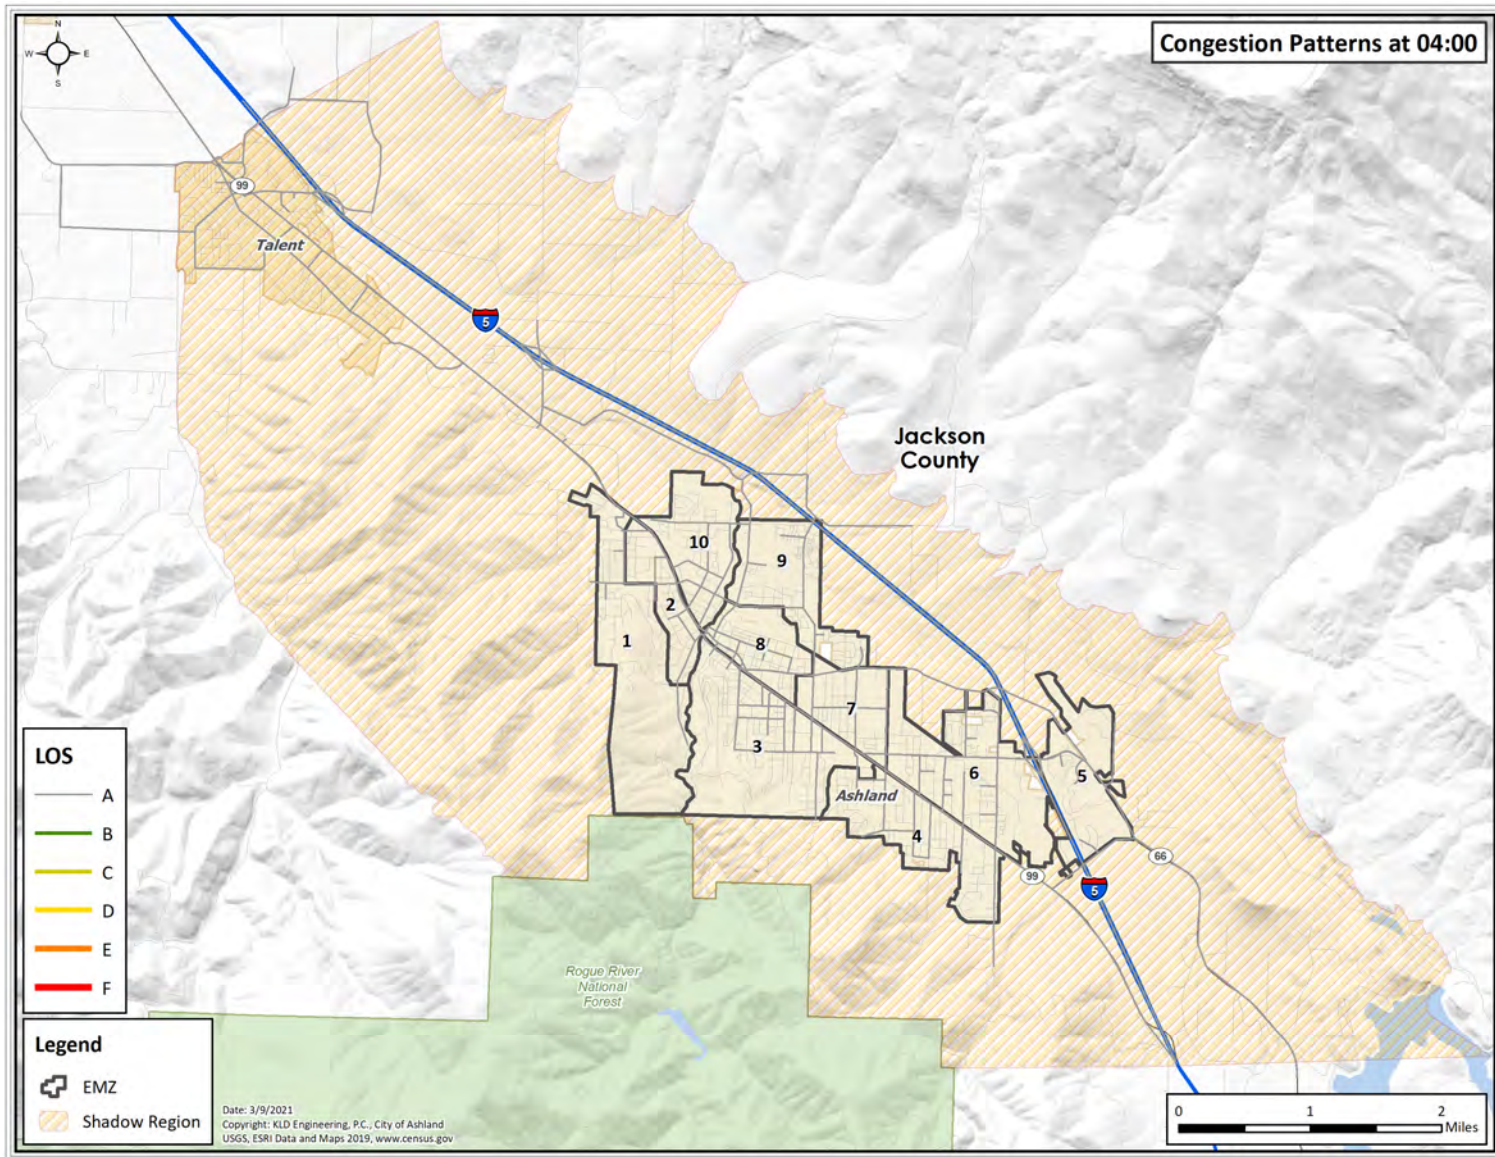 Congestion Patterns at 04:00
N
W
E
S
99
Talent
5
Jackson
County
10
9
2
1
8
7
3
6
5
Ashland
4
66
99
5
LOS
A
B
C
D
E
F
Rogue River
National
Forest
Legend
EMZ
Shadow Region
Date: 3/9/2021
Copyright: KLD Engineering, P.C., City of Ashland
USGS, ESRI Data and Maps 2019, www.census.gov
0 1 2
Miles